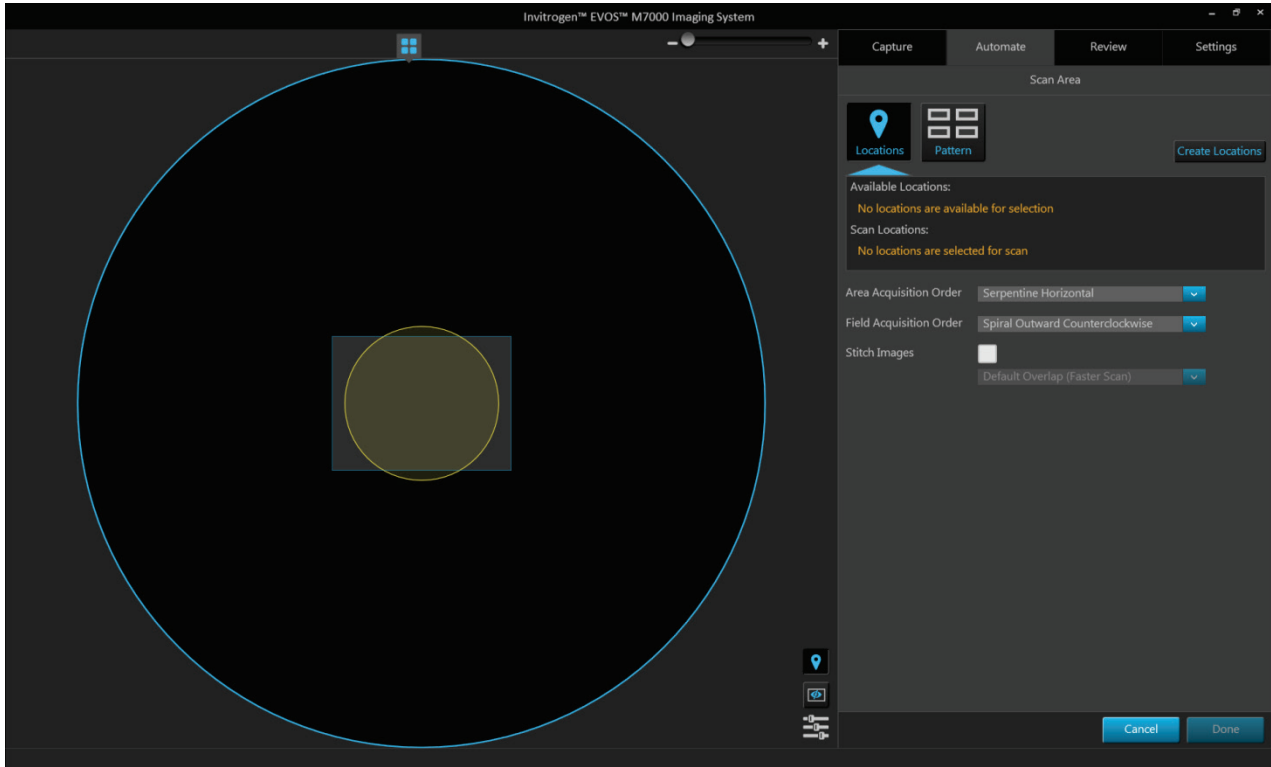 Invitrogen™ EVOS™ M7000 Imaging System
Capture Automate Review Settings
Scan Area
Locations Pattern Create Locations
Available Locations:
No locations are available for selection
Scan Locations:
No locations are selected for scan
Area Acquisition Order Serpentine Horizontal
Field Acquisition Order Spiral Outward Counterclockwise
Stitch Images
Default Overlap (Faster Scan)
Cancel Done